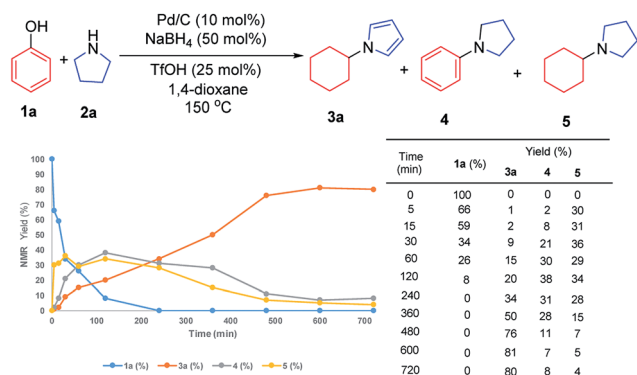 OH
H
N
Pd/C (10 mol%)
NaBH₄ (50 mol%)
TfOH (25 mol%)
1,4-dioxane
150 °C
+
1a
2a
N
+
N
+
N
3a
4
5
NMR Yield (%)
100
90
80
70
60
50
40
30
20
10
0
0 100 200 300 400 500 600 700
Time (min)
1a (%) 3a (%) 4 (%) 5 (%)
Time (min) 1a (%) Yield (%)
3a 4 5
0 100 0 0 0
5 66 1 2 30
15 59 2 8 31
30 34 9 21 36
60 26 15 30 29
120 8 20 38 34
240 0 34 31 28
360 0 50 28 15
480 0 76 11 7
600 0 81 7 5
720 0 80 8 4